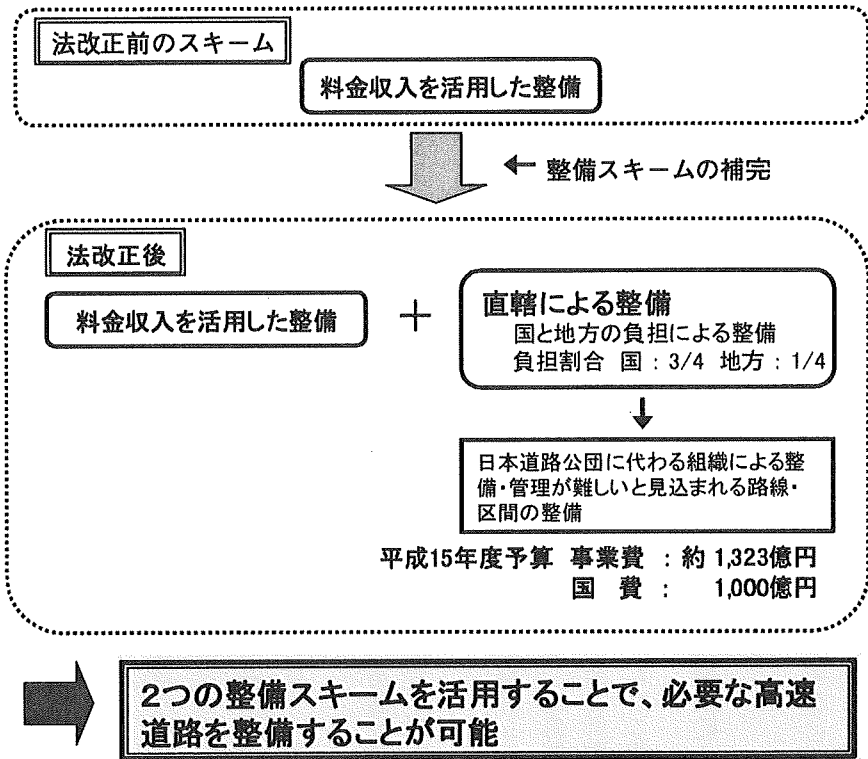 法改正前のスキーム
料金収入を活用した整備
← 整備スキームの補完
法改正後
料金収入を活用した整備
＋
直轄による整備
国と地方の負担による整備
負担割合 国：3/4 地方：1/4
日本道路公団に代わる組織による整
備・管理が難しいと見込まれる路線・
区間の整備
平成15年度予算 事業費 ：約 1,323億円
国 費 ： 1,000億円
２つの整備スキームを活用することで、必要な高速
道路を整備することが可能